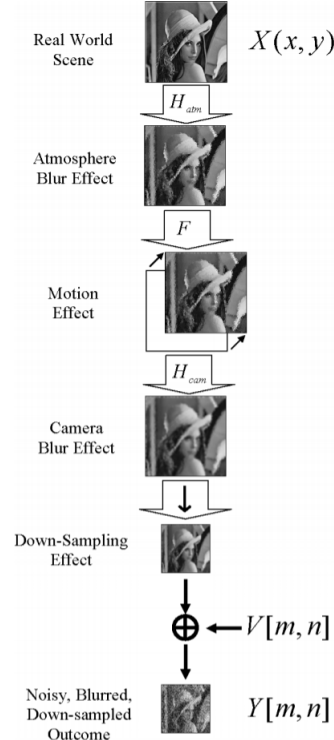 Real World
Scene
X(x, y)
H_atm
Atmosphere
Blur Effect
F
Motion
Effect
H_cam
Camera
Blur Effect
Down-Sampling
Effect
V[m, n]
Noisy, Blurred,
Down-sampled
Outcome
Y[m, n]